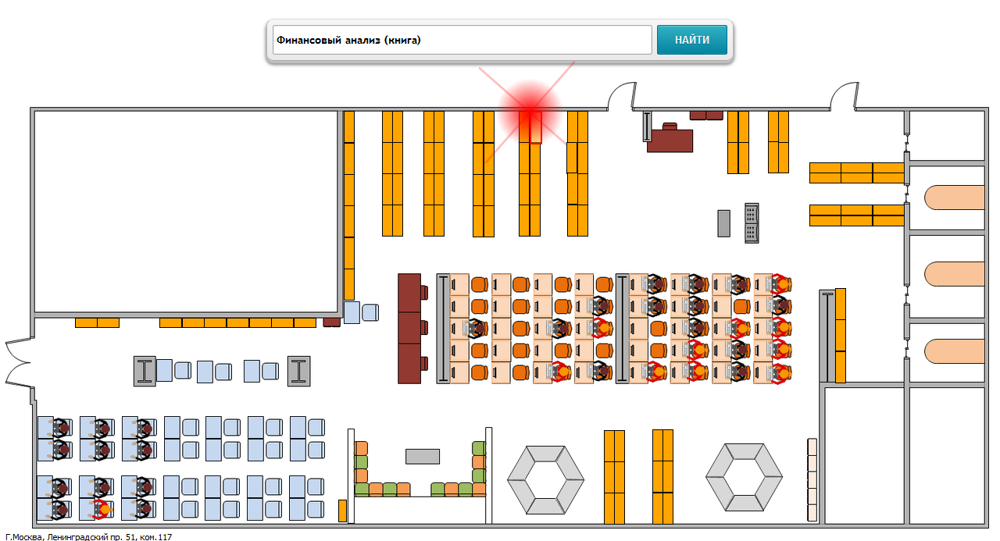 Финансовый анализ (книга)
НАЙТИ
Г.Москва, Ленинградский пр. 51, ком.117